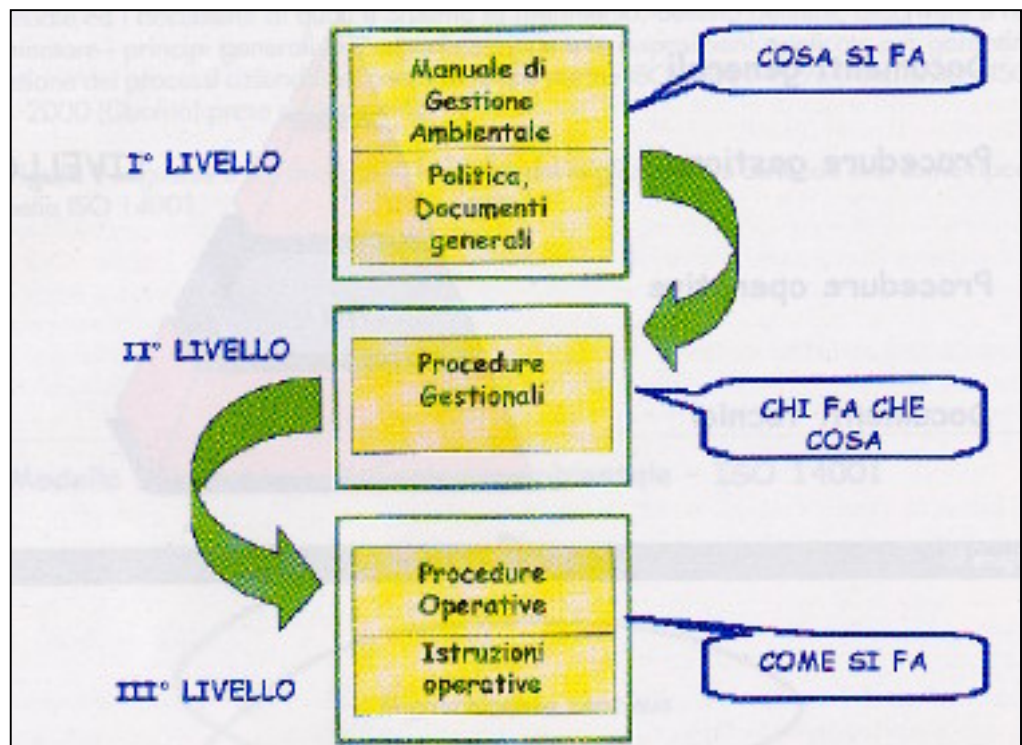 COSA SI FA
Manuale di
Gestione
Ambientale
I° LIVELLO
Politica,
Documenti
generali
II° LIVELLO
Procedure
Gestionali
CHI FA CHE
COSA
Procedure
Operative
Istruzioni
operative
COME SI FA
III° LIVELLO